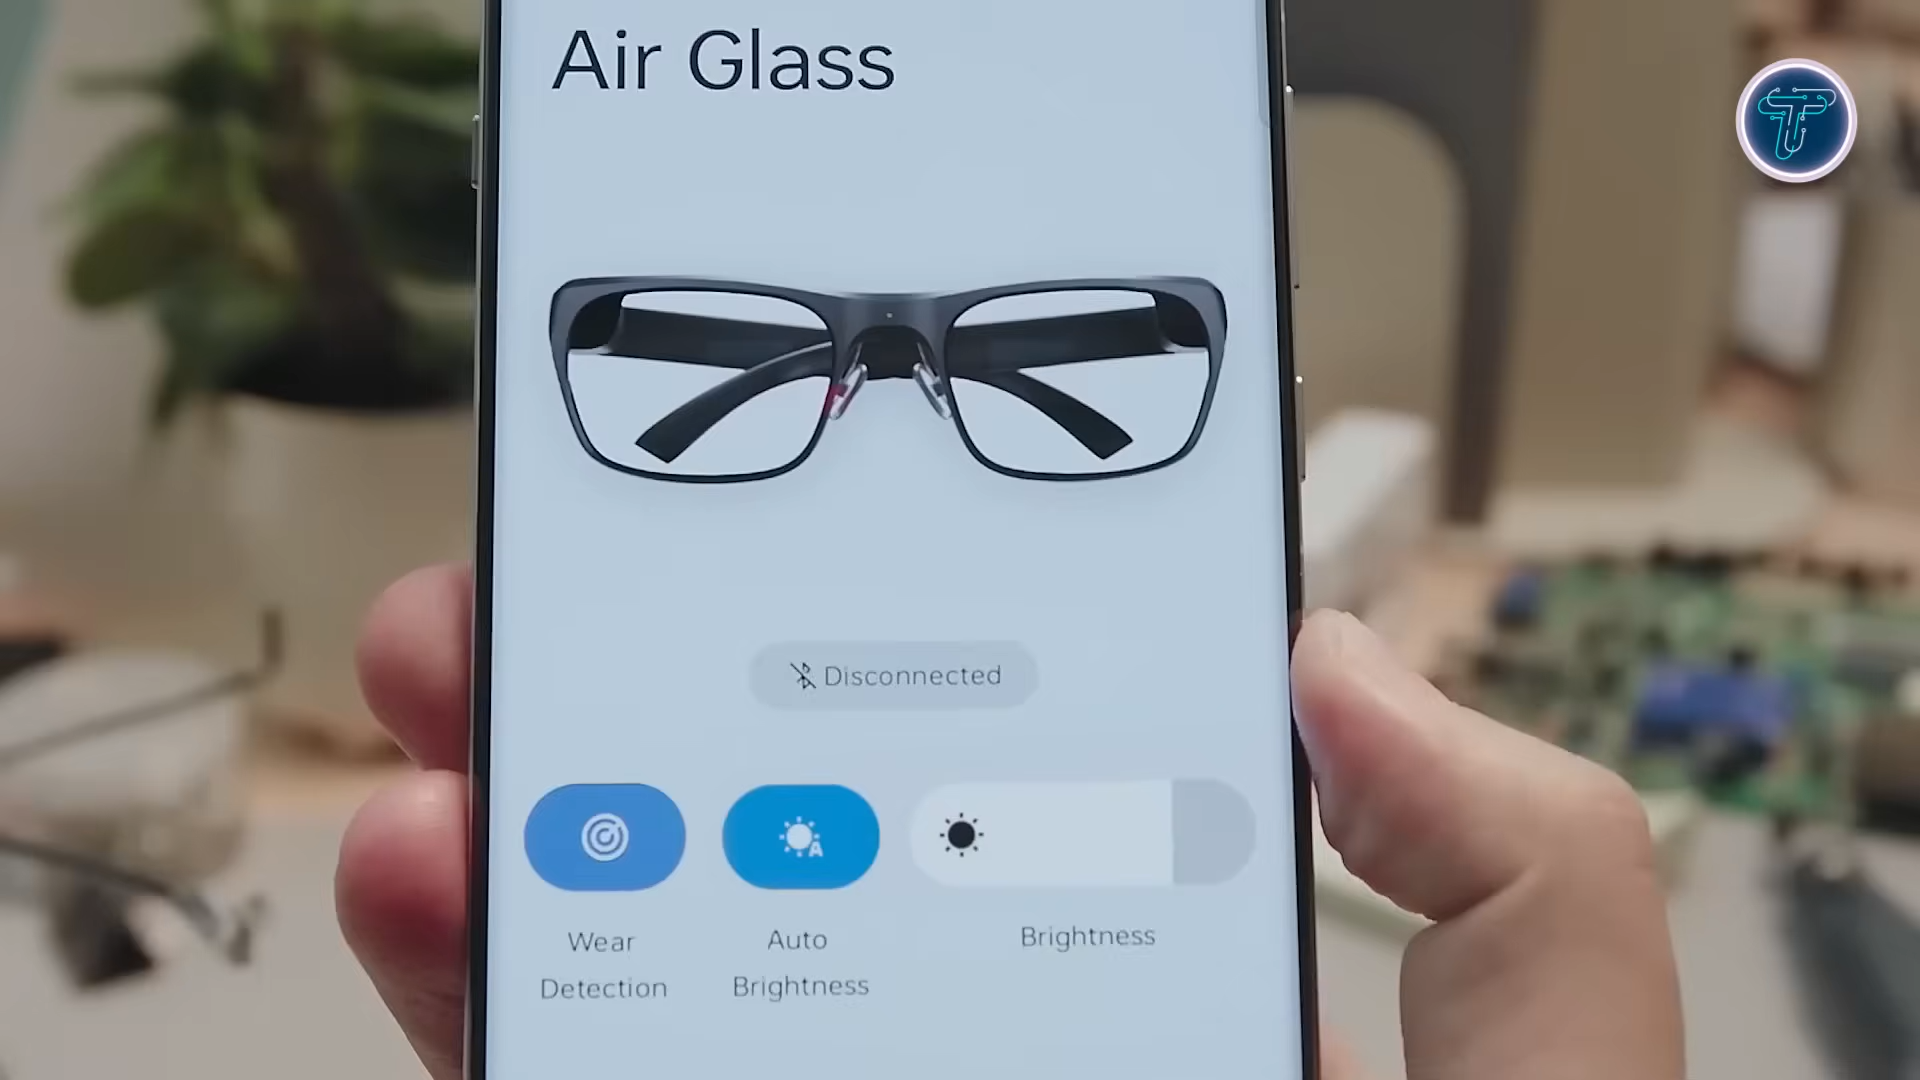 Air Glass
Disconnected
Wear
Detection
Auto
Brightness
Brightness